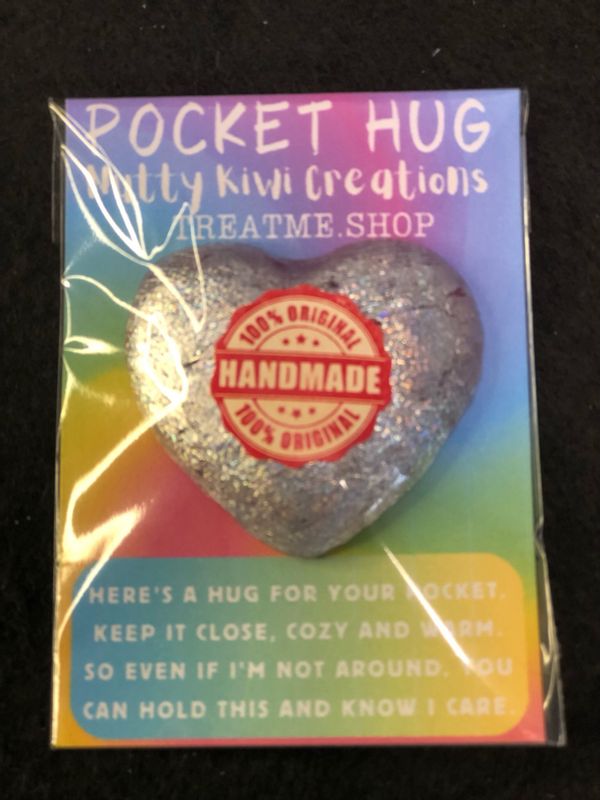 POCKET HUG
Nutty Kiwi Creations
TREATME.SHOP
100% ORIGINAL
HANDMADE
100% ORIGINAL
HERE'S A HUG FOR YOUR POCKET.
KEEP IT CLOSE, COZY AND WARM.
SO EVEN IF I'M NOT AROUND, YOU
CAN HOLD THIS AND KNOW I CARE.